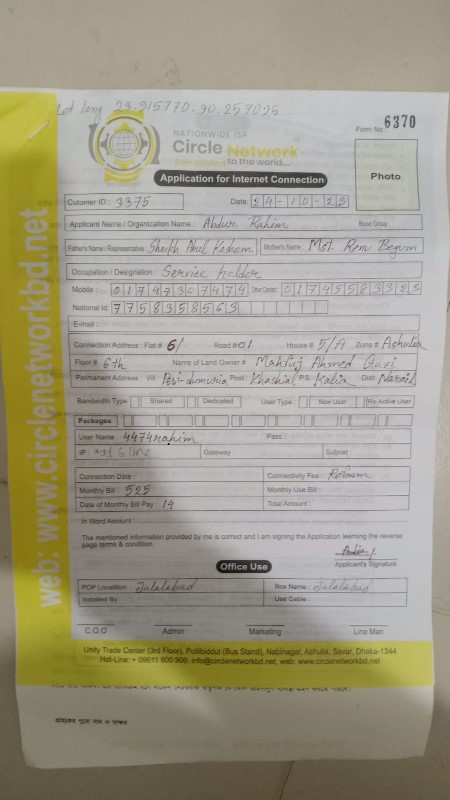 Long 23.915770.90.257025
NATIONWIDE ISP
Circle Network
to the world...
Form No. 6370
Photo
Application for Internet Connection
Cutomer ID : 3375 Date: 24-10-23
Applicant Name / Organization Name : Abdur Rahim Blood Group
Father's Name / Representative Sheikh Abul Kashem Mother's Name Mst. Renu Begum
Occupation / Designation : Service holder
Mobile : 01747307474 Other Contact 01745583323
National Id: 7758358563
E-mail :
Connection Address : Flat # 6/ Road # 01 House # 5/A Zone # Ashulia
Floor # 6th Name of Land Owner # Mahfuj Ahmed Gazi
Permanent Address : Vill: Pesi-dumuria Post: Khashial P.S: Kalia Dist: Narail
Bandwidth Type Shared Dedicated User Type : New User Re-Active User
Packages
User Name : 4474rahim Pass :
IP : Gateway Subnet
Connection Date : Connectivity Fee :
Monthly Bill : 525 Monthly Use Bill :
Date of Monthly Bill Pay : 14 Total Amount :
In Word Amount :
The mentioned information provided by me is correct and I am signing the Application learning the reverse
page terms & condition.
Applicant's Signature
Office Use
POP Location : Jalalabad Box Name : Jalalabad
Installed By : Use Cable :
C.O.O Admin Marketing Line Man
Unity Trade Center (3rd Floor), Pollibiddut (Bus Stand), Nabinagar, Ashulia, Savar, Dhaka-1344
Hot-Line: + 09611 800 900, info@circlenetworkbd.net, web: www.circlenetworkbd.net
web: www.circlenetworkbd.net
গ্রাহকের পুরো নাম ও স্বাক্ষর